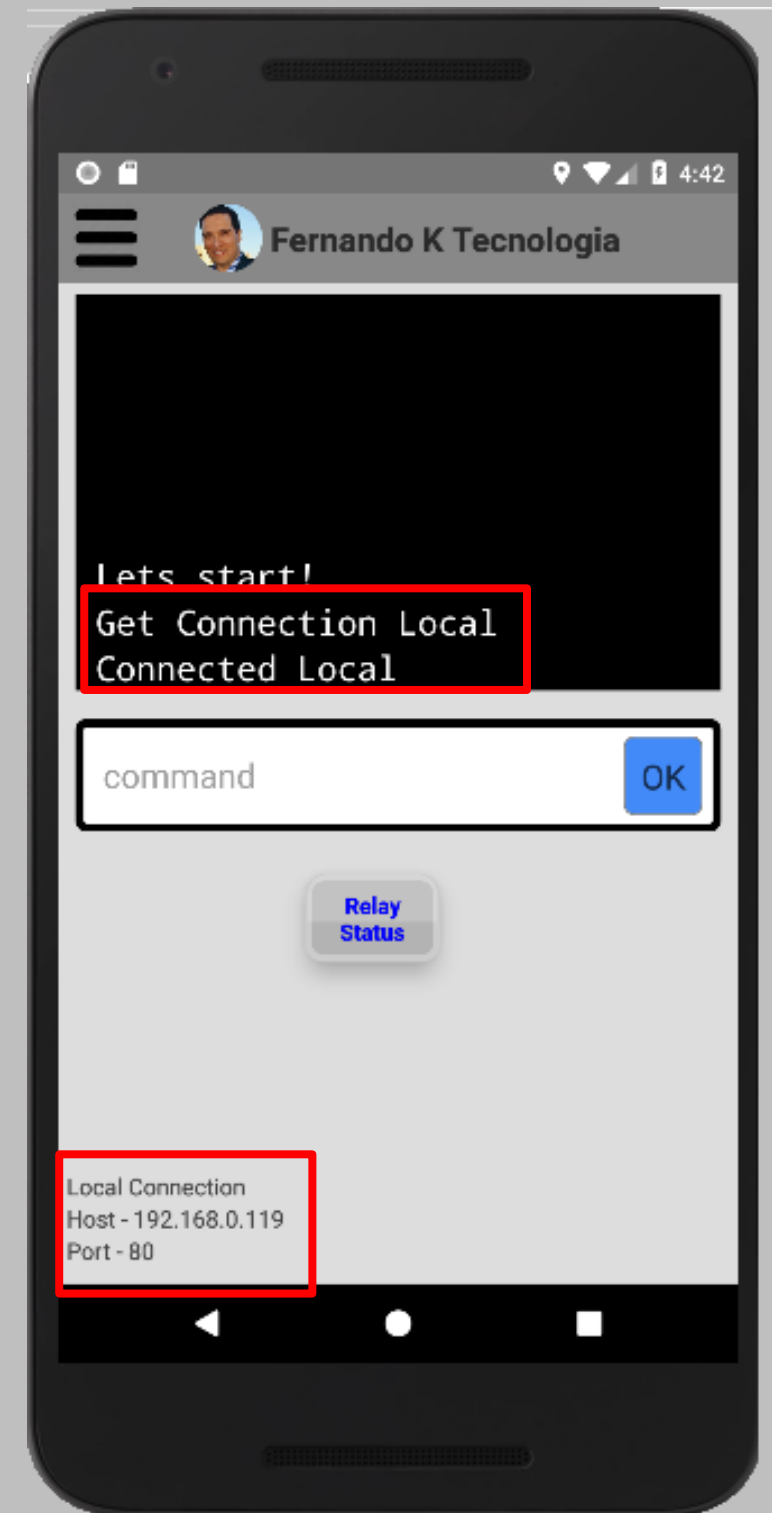 4:42
Fernando K Tecnologia
Lets start!
Get Connection Local
Connected Local
command
OK
Relay
Status
Local Connection
Host - 192.168.0.119
Port - 80